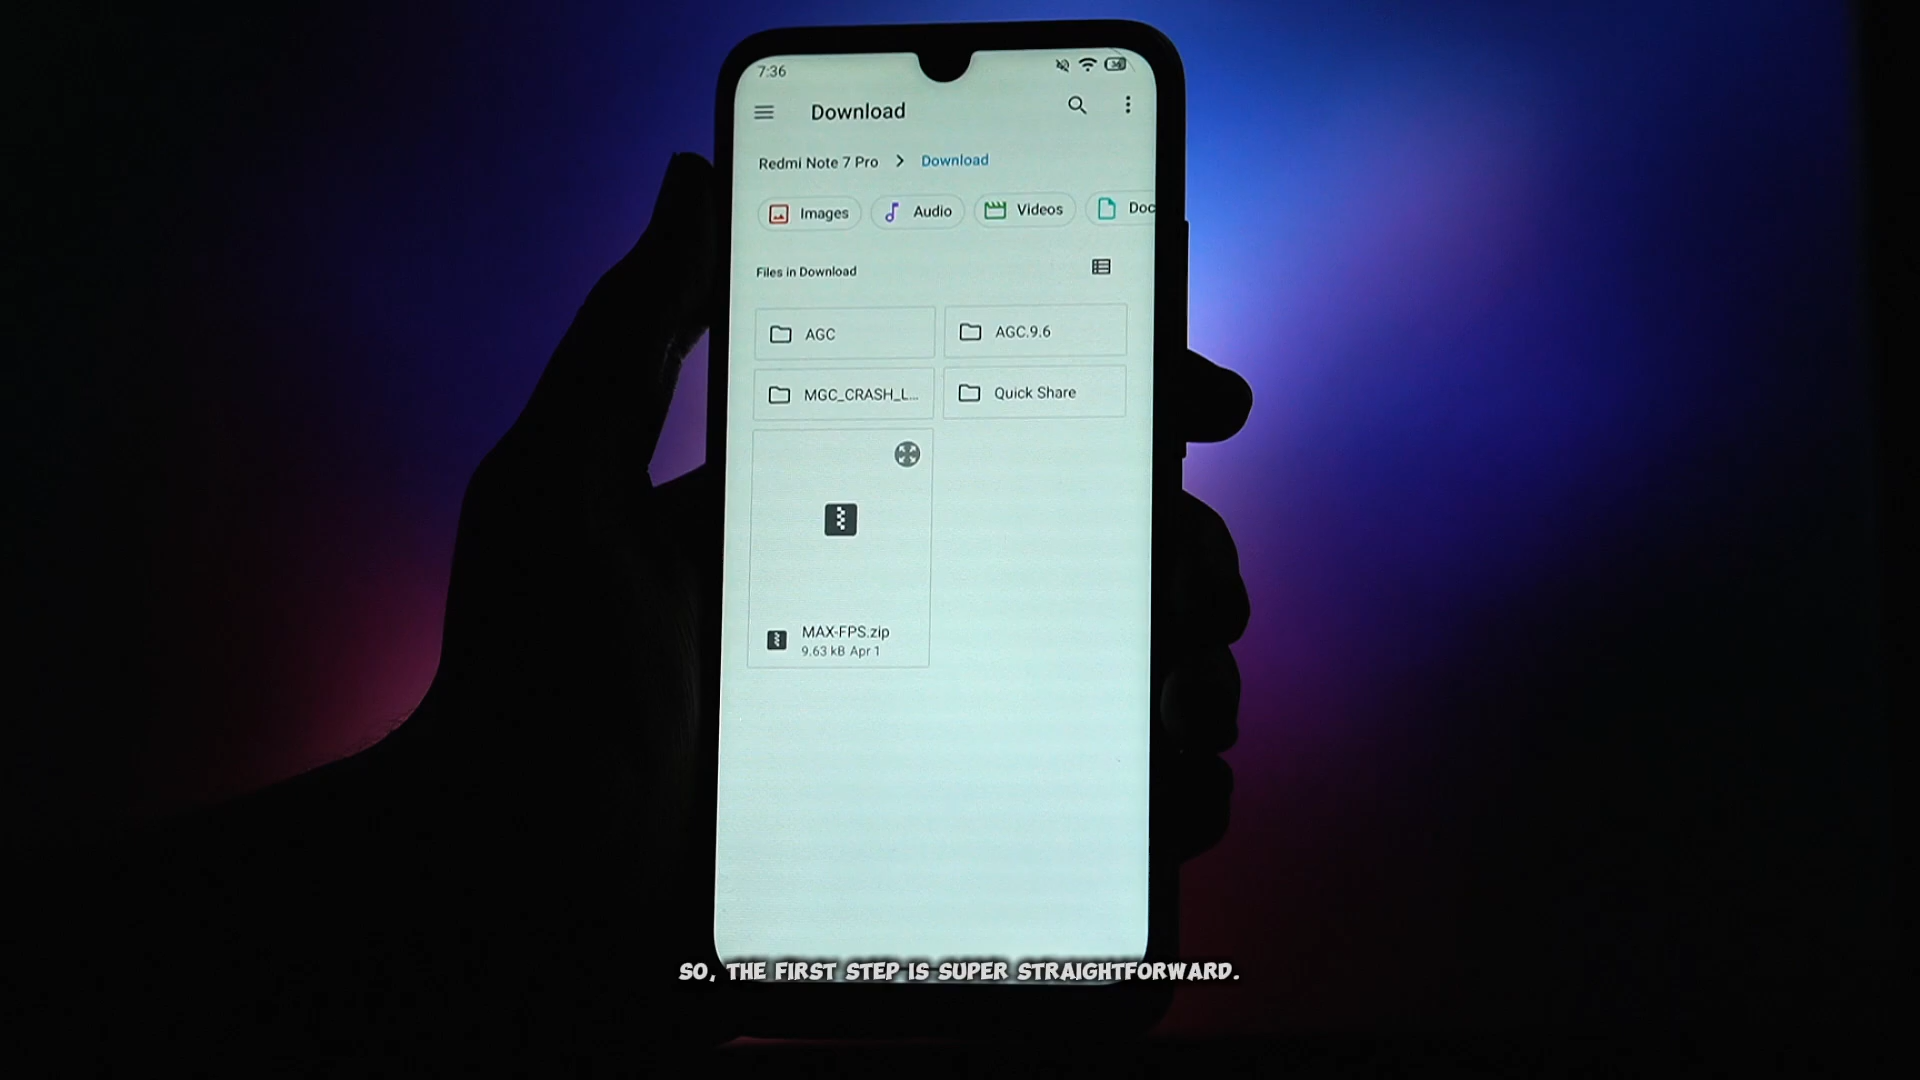 7:36
Download
Redmi Note 7 Pro > Download
Images Audio Videos Doc
Files in Download
AGC AGC.9.6
MGC_CRASH_L... Quick Share
MAX-FPS.zip
9.63 kB Apr 1
SO, THE FIRST STEP IS SUPER STRAIGHTFORWARD.